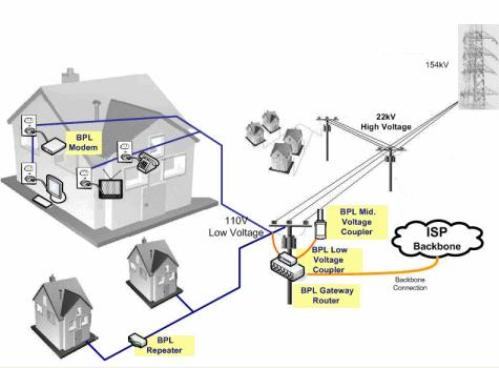 154kV
22kV
High Voltage
BPL
Modem
110V
Low Voltage
BPL Mid.
Voltage
Coupler
ISP
Backbone
BPL Low
Voltage
Coupler
Backbone
Connection
BPL Gateway
Router
BPL
Repeater